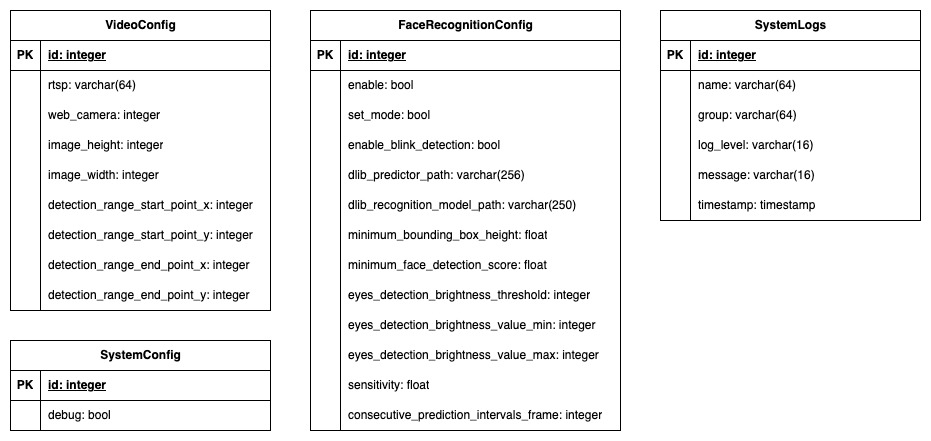 VideoConfig
PK id: integer
rtsp: varchar(64)
web_camera: integer
image_height: integer
image_width: integer
detection_range_start_point_x: integer
detection_range_start_point_y: integer
detection_range_end_point_x: integer
detection_range_end_point_y: integer
SystemConfig
PK id: integer
debug: bool
FaceRecognitionConfig
PK id: integer
enable: bool
set_mode: bool
enable_blink_detection: bool
dlib_predictor_path: varchar(256)
dlib_recognition_model_path: varchar(250)
minimum_bounding_box_height: float
minimum_face_detection_score: float
eyes_detection_brightness_threshold: integer
eyes_detection_brightness_value_min: integer
eyes_detection_brightness_value_max: integer
sensitivity: float
consecutive_prediction_intervals_frame: integer
SystemLogs
PK id: integer
name: varchar(64)
group: varchar(64)
log_level: varchar(16)
message: varchar(16)
timestamp: timestamp